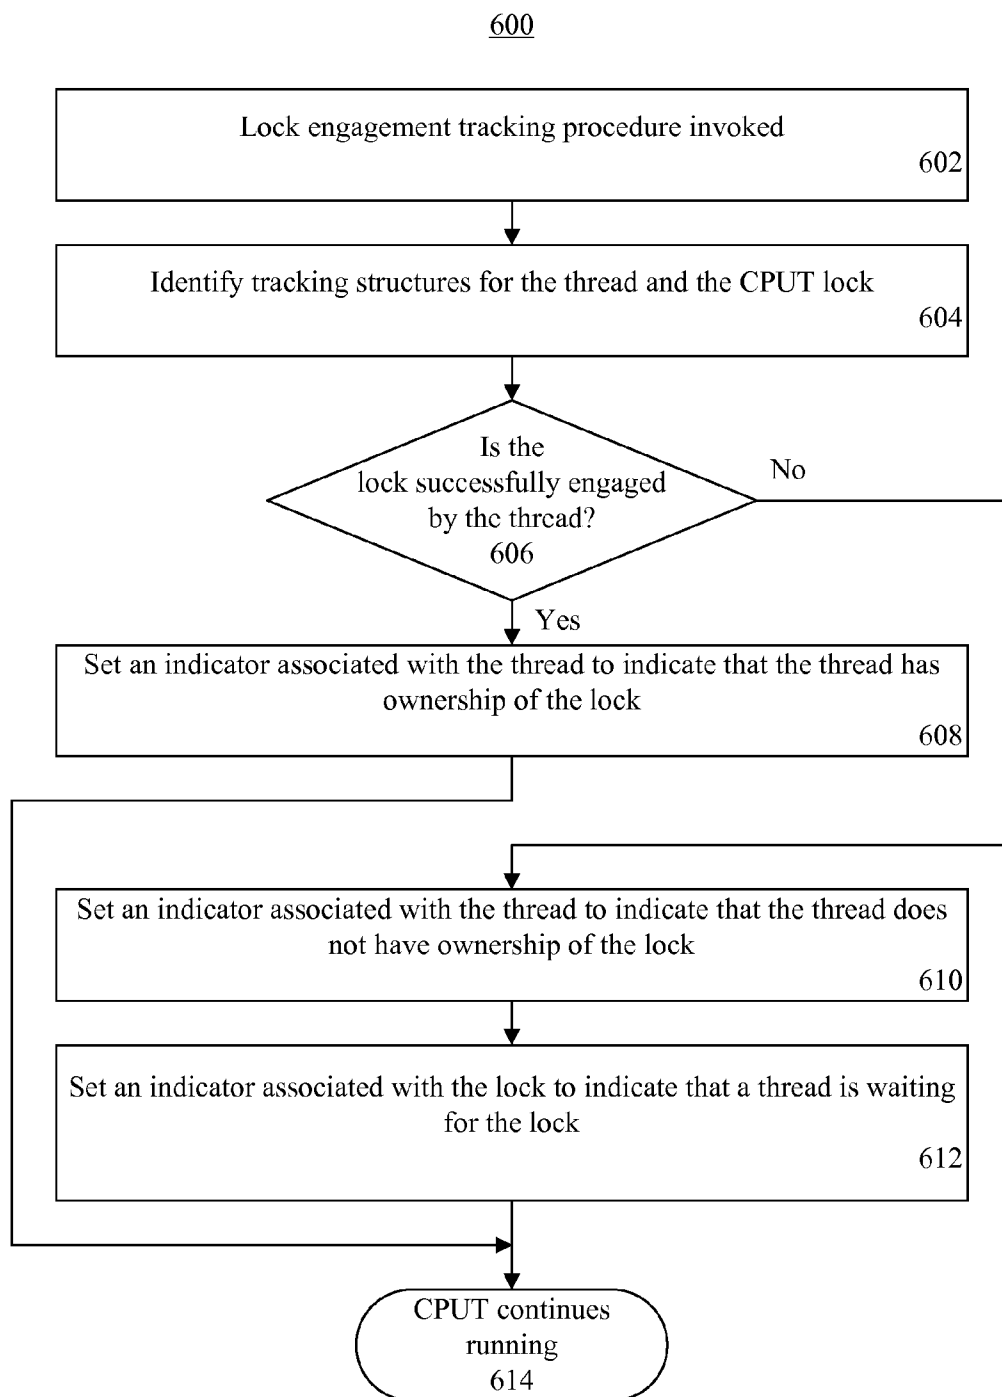 600
Lock engagement tracking procedure invoked
602
Identify tracking structures for the thread and the CPUT lock
604
Is the
lock successfully engaged
by the thread?
606
No
Yes
Set an indicator associated with the thread to indicate that the thread has
ownership of the lock
608
Set an indicator associated with the thread to indicate that the thread does
not have ownership of the lock
610
Set an indicator associated with the lock to indicate that a thread is waiting
for the lock
612
CPUT continues
running
614